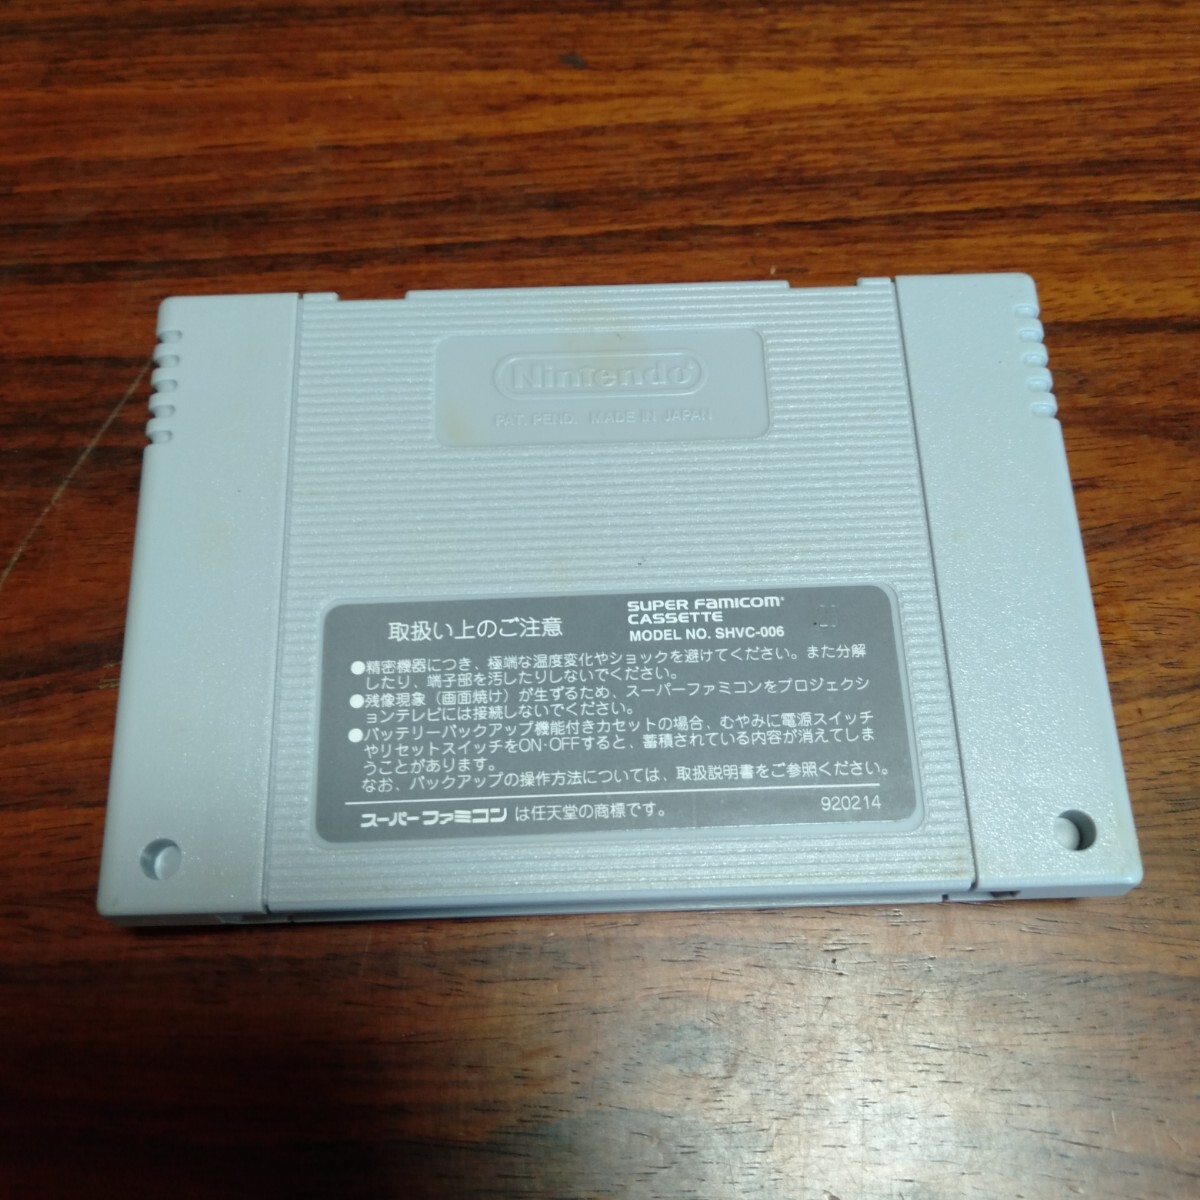 Nintendo
PAT. PEND. MADE IN JAPAN
取扱い上のご注意
SUPER FAMICOM
CASSETTE
MODEL NO. SHVC-006
●精密機器につき、極端な温度変化やショックを避けてください。また分解
したり、端子部を汚したりしないでください。
●残像現象（画面焼け）が生ずるため、スーパーファミコンをプロジェクシ
ョンテレビには接続しないでください。
●バッテリーバックアップ機能付きカセットの場合、むやみに電源スイッチ
やリセットスイッチをON・OFFすると、蓄積されている内容が消えてしま
うことがあります。
なお、バックアップの操作方法については、取扱説明書をご参照ください。
スーパーファミコンは任天堂の商標です。
920214